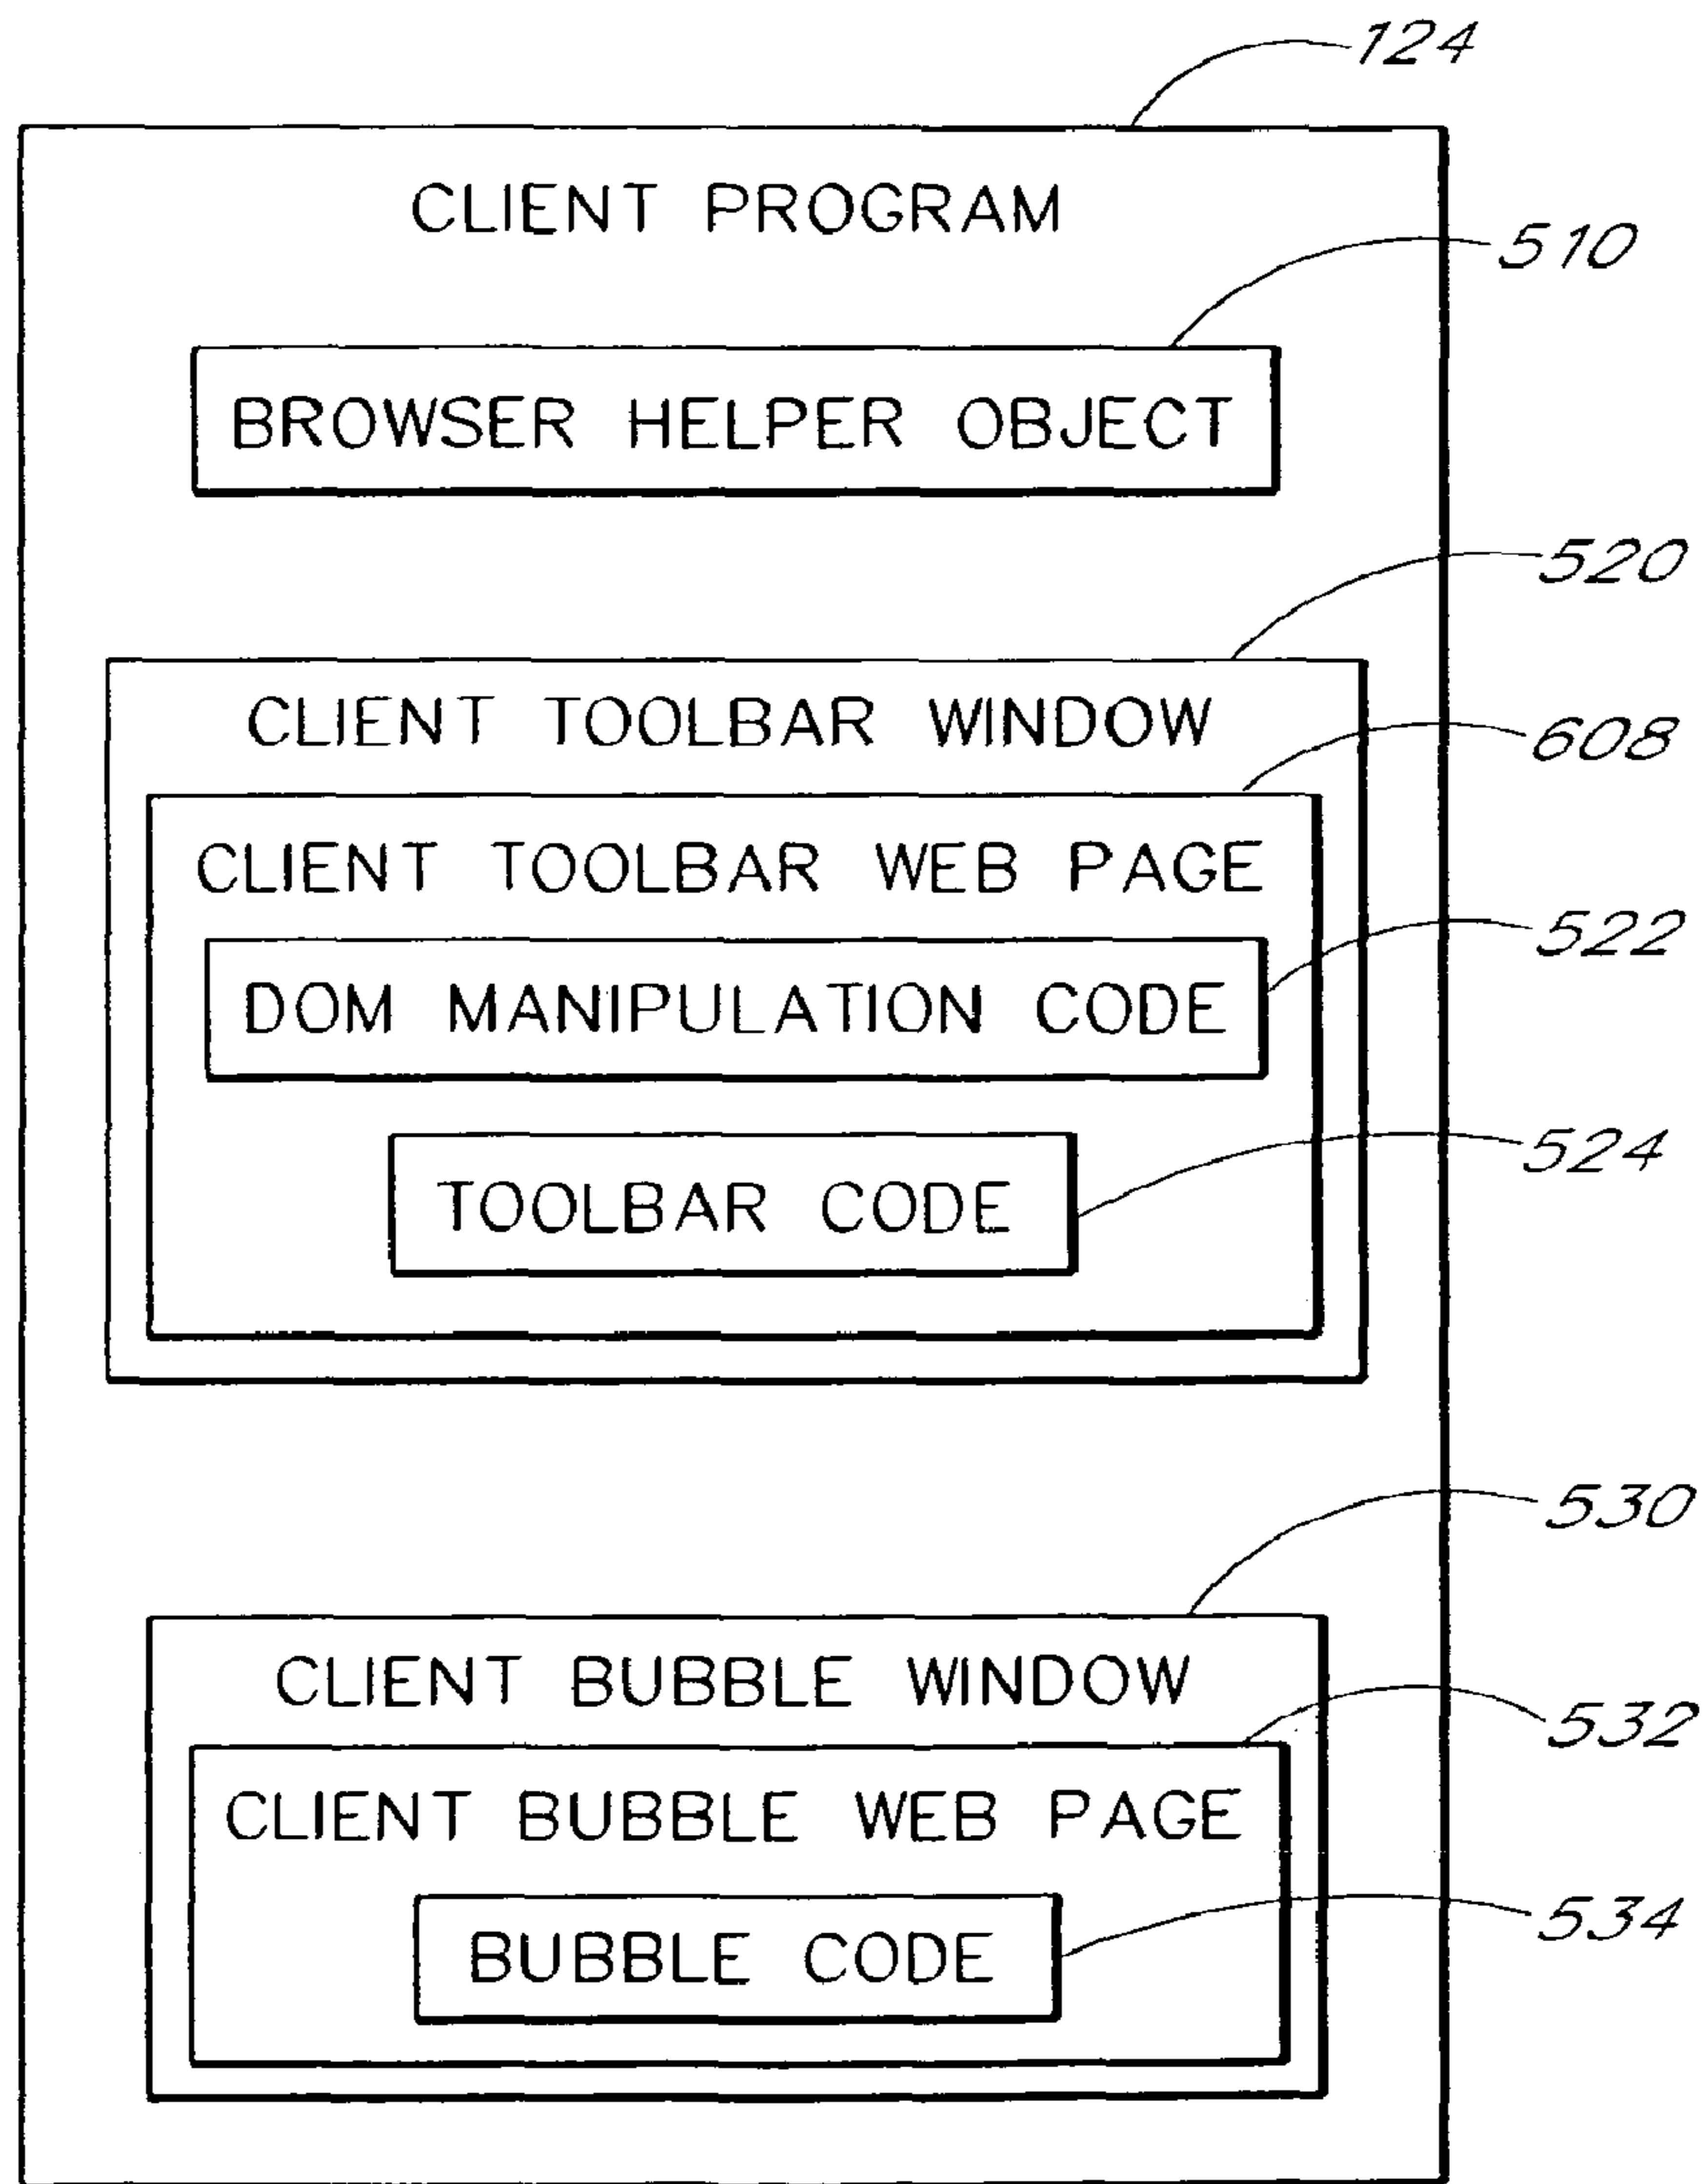 124
CLIENT PROGRAM
510
BROWSER HELPER OBJECT
520
CLIENT TOOLBAR WINDOW
608
CLIENT TOOLBAR WEB PAGE
522
DOM MANIPULATION CODE
524
TOOLBAR CODE
530
CLIENT BUBBLE WINDOW
532
CLIENT BUBBLE WEB PAGE
534
BUBBLE CODE